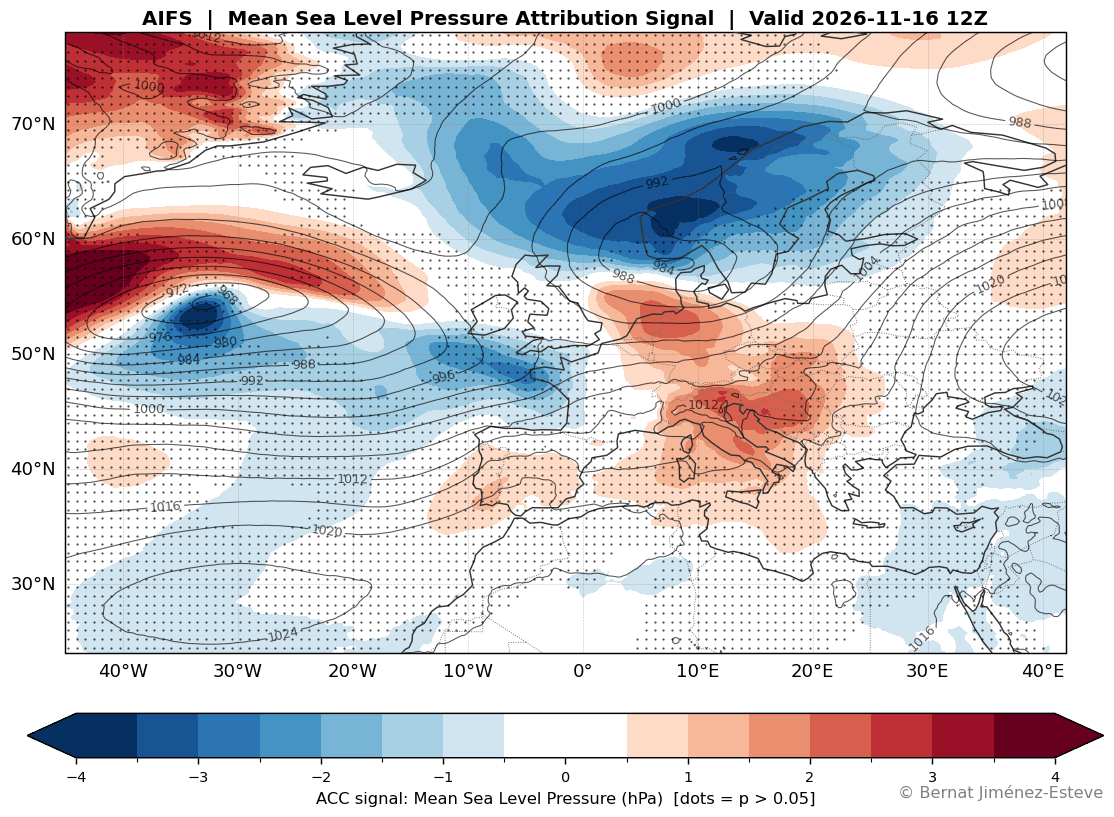 AIFS | Mean Sea Level Pressure Attribution Signal | Valid 2026-11-16 12Z
1012
1000
1000
988
70°N
992
1008
60°N
984
988
1004
1020
972
968
976
980
50°N
984
988
992
996
1000
1012
40°N
1012
1016
1020
30°N
1024
1016
40°W 30°W 20°W 10°W 0° 10°E 20°E 30°E 40°E
−4 −3 −2 −1 0 1 2 3 4
ACC signal: Mean Sea Level Pressure (hPa) [dots = p > 0.05]
© Bernat Jiménez-Esteve